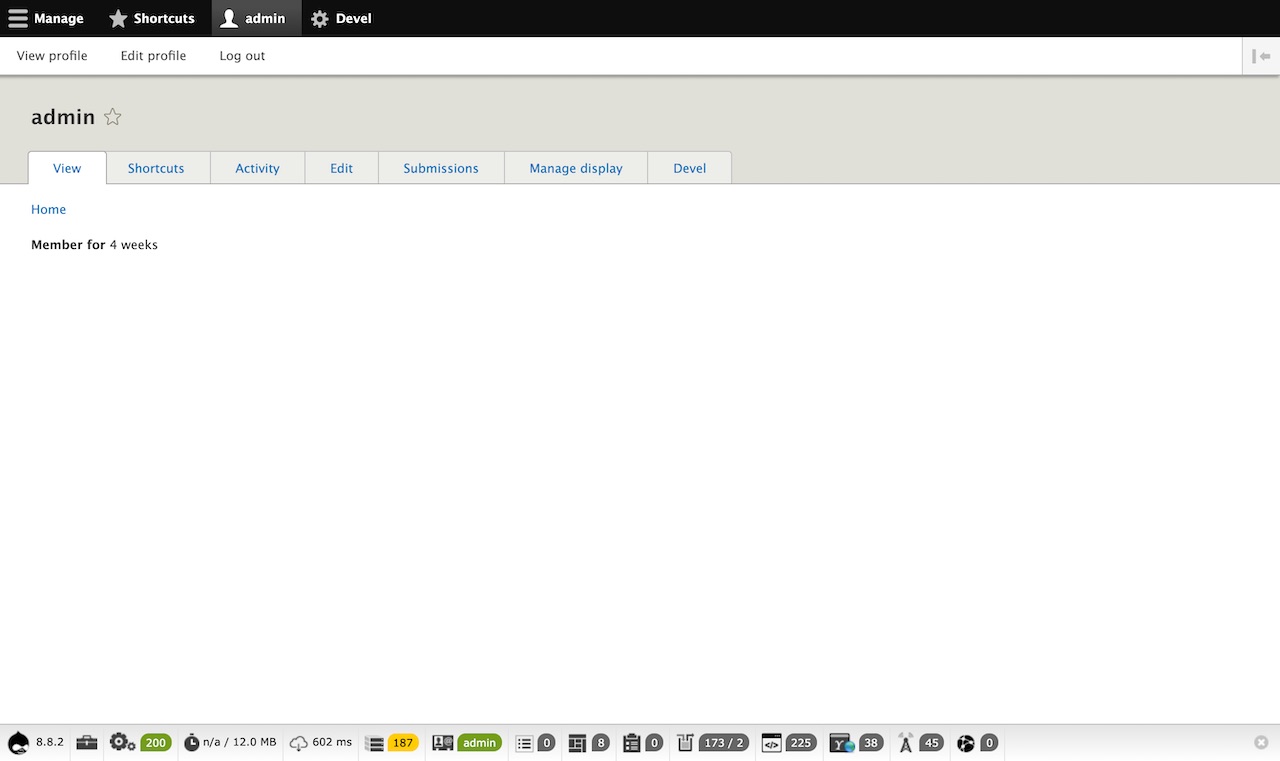 Manage Shortcuts admin Devel
View profile Edit profile Log out
admin
View Shortcuts Activity Edit Submissions Manage display Devel
Home
Member for 4 weeks
8.8.2 200 n/a / 12.0 MB 602 ms 187 admin 0 8 0 173 / 2 225 38 45 0